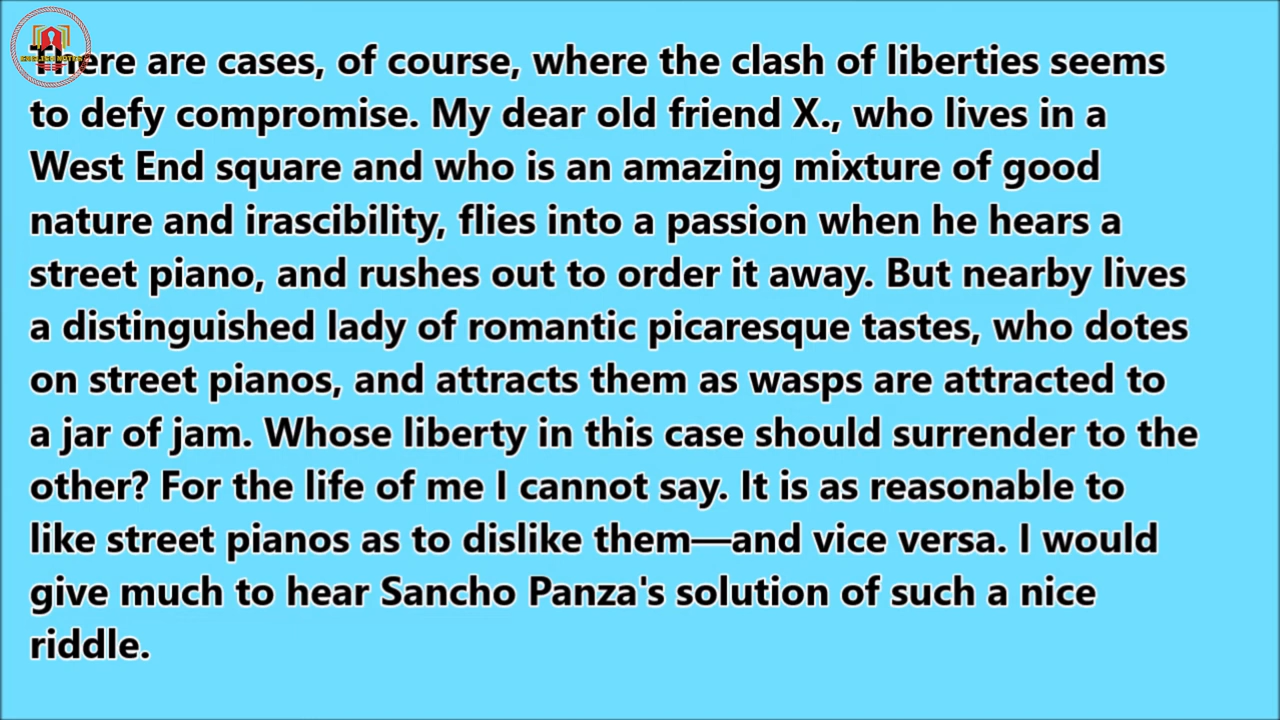 There are cases, of course, where the clash of liberties seems
to defy compromise. My dear old friend X., who lives in a
West End square and who is an amazing mixture of good
nature and irascibility, flies into a passion when he hears a
street piano, and rushes out to order it away. But nearby lives
a distinguished lady of romantic picaresque tastes, who dotes
on street pianos, and attracts them as wasps are attracted to
a jar of jam. Whose liberty in this case should surrender to the
other? For the life of me I cannot say. It is as reasonable to
like street pianos as to dislike them—and vice versa. I would
give much to hear Sancho Panza's solution of such a nice
riddle.